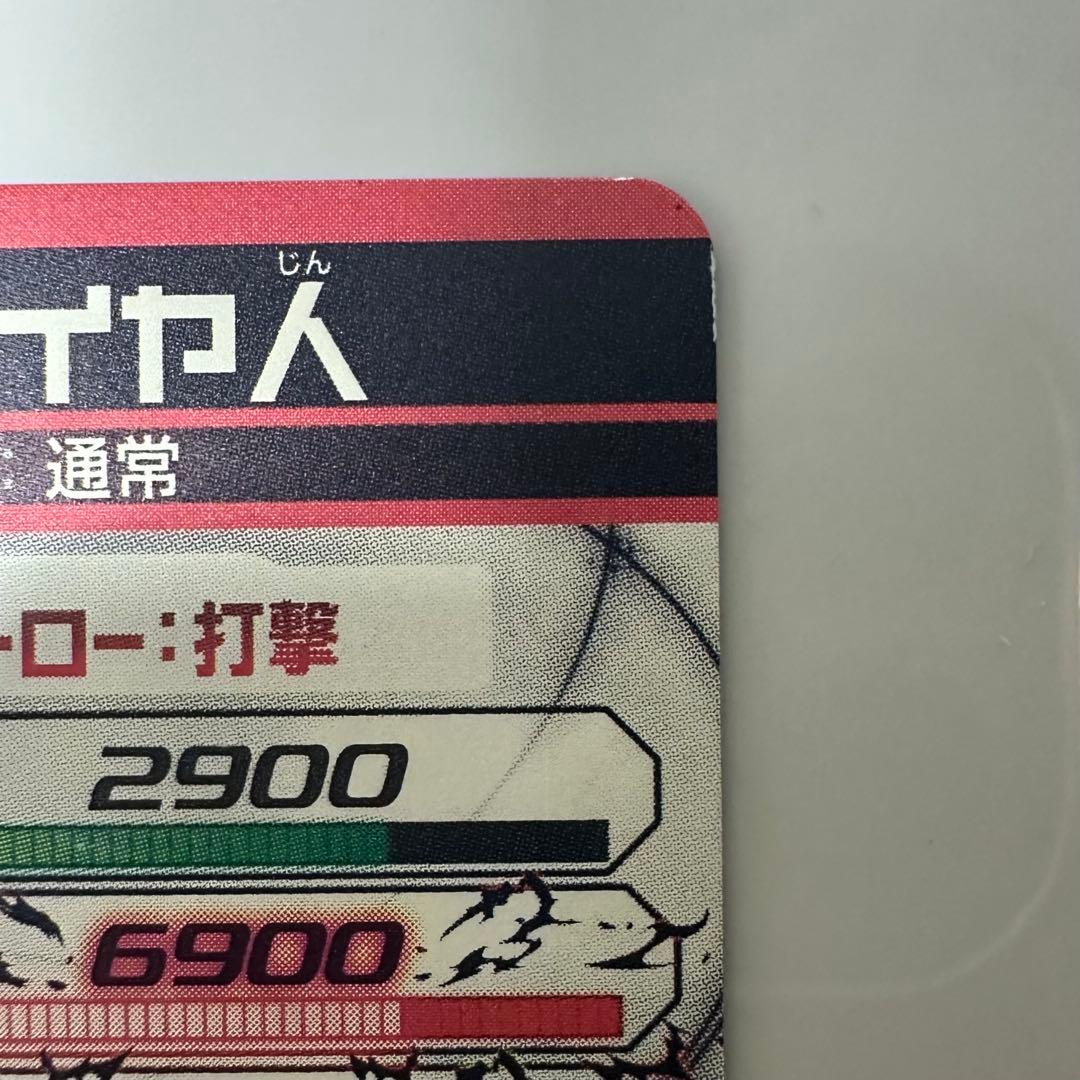 じん
イヤ人
: 通常
ーロー:打撃
2900
6900